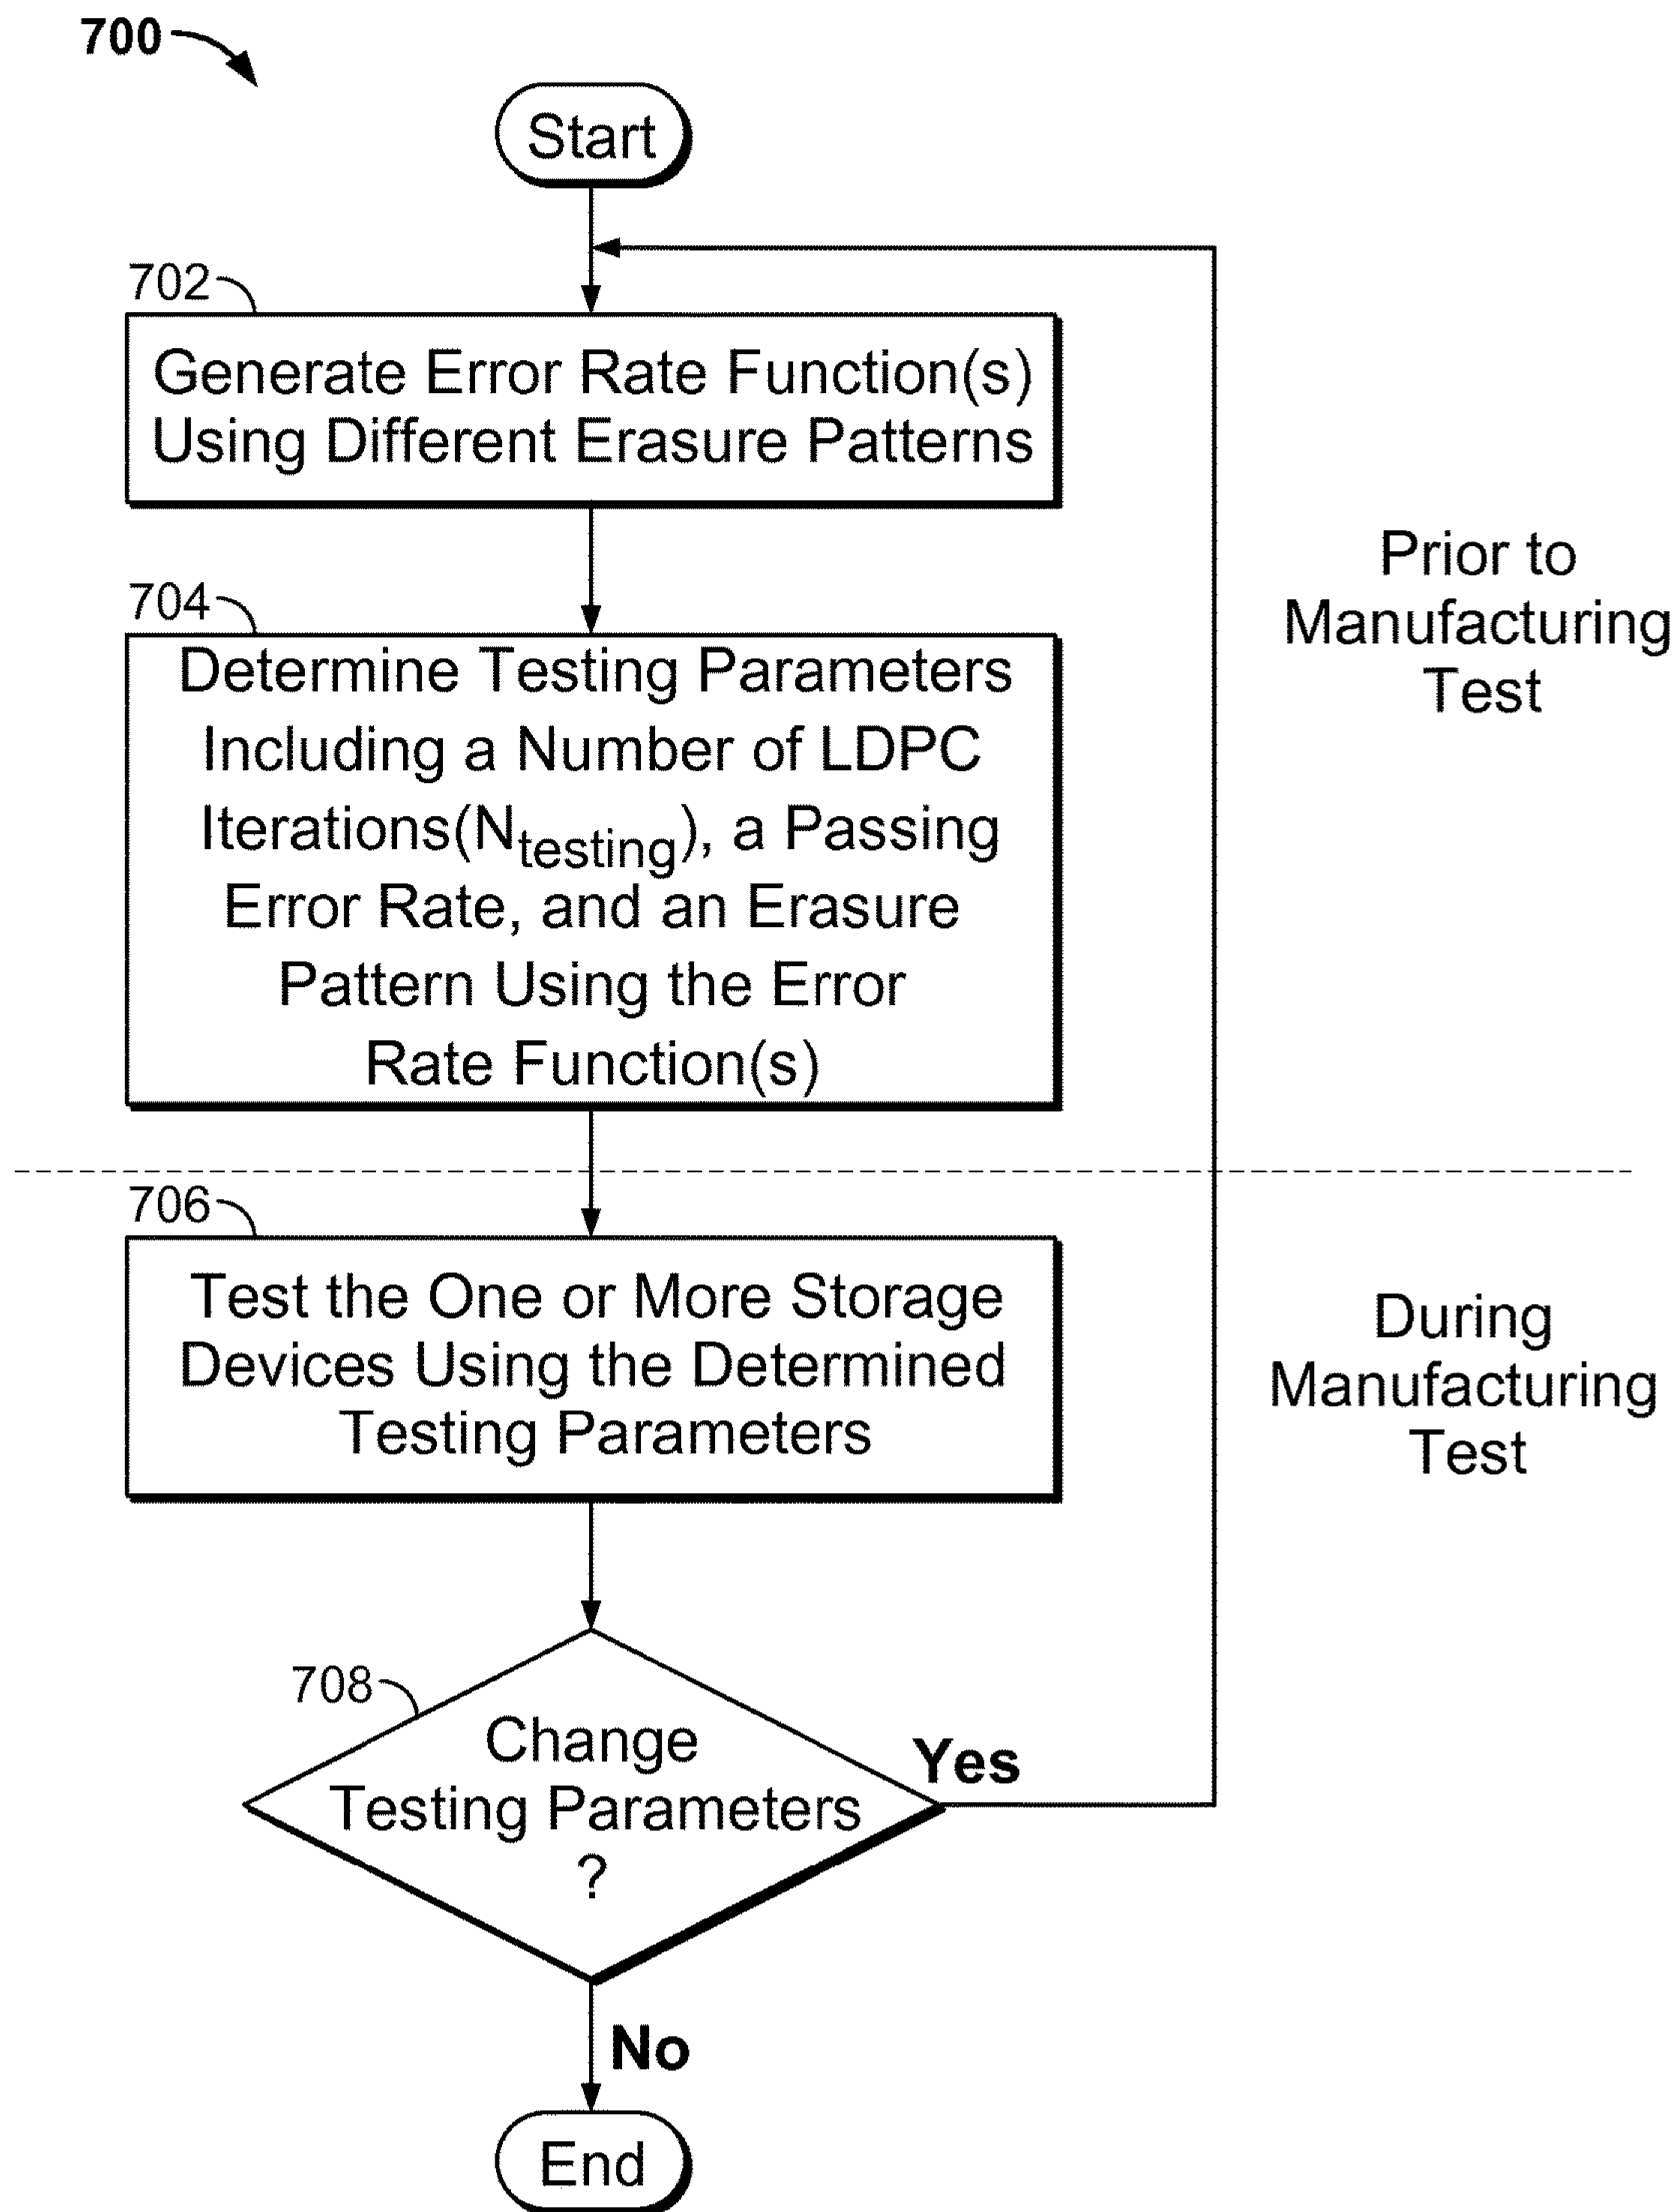 700
Start
702
Generate Error Rate Function(s)
Using Different Erasure Patterns
704
Determine Testing Parameters
Including a Number of LDPC
Iterations(Ntesting), a Passing
Error Rate, and an Erasure
Pattern Using the Error
Rate Function(s)
Prior to
Manufacturing
Test
706
Test the One or More Storage
Devices Using the Determined
Testing Parameters
During
Manufacturing
Test
708
Change
Testing Parameters
?
Yes
No
End